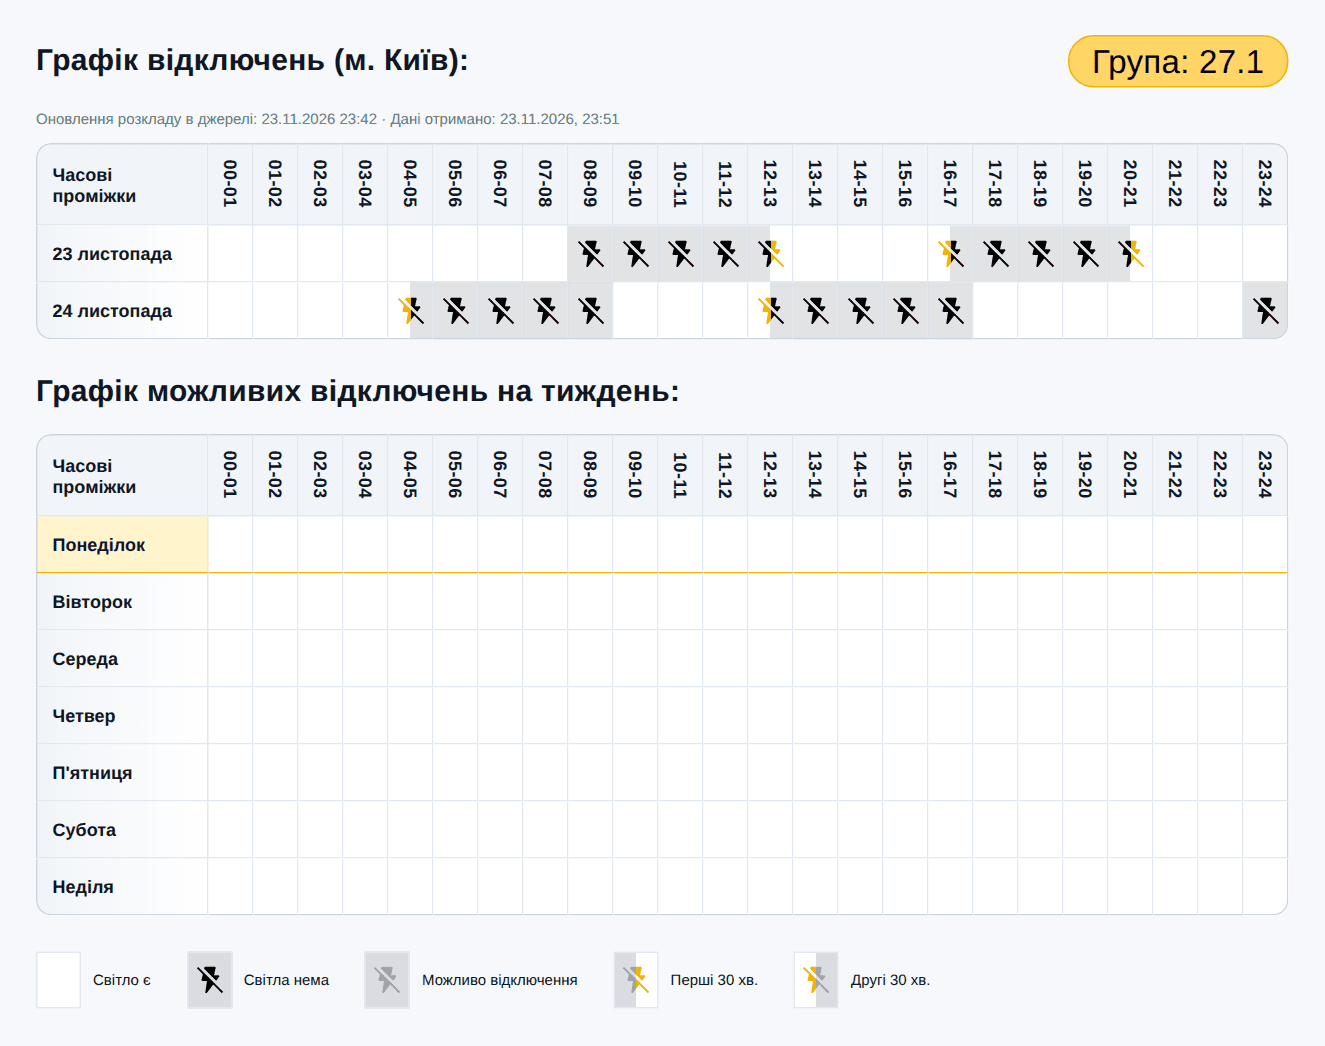 Графік відключень (м. Київ):
Група: 27.1
Оновлення розкладу в джерелі: 23.11.2026 23:42 · Дані отримано: 23.11.2026, 23:51
Часові проміжки 00-01 01-02 02-03 03-04 04-05 05-06 06-07 07-08 08-09 09-10 10-11 11-12 12-13 13-14 14-15 15-16 16-17 17-18 18-19 19-20 20-21 21-22 22-23 23-24
23 листопада
24 листопада
Графік можливих відключень на тиждень:
Часові проміжки 00-01 01-02 02-03 03-04 04-05 05-06 06-07 07-08 08-09 09-10 10-11 11-12 12-13 13-14 14-15 15-16 16-17 17-18 18-19 19-20 20-21 21-22 22-23 23-24
Понеділок
Вівторок
Середа
Четвер
П'ятниця
Субота
Неділя
Світло є Світла нема Можливо відключення Перші 30 хв. Другі 30 хв.